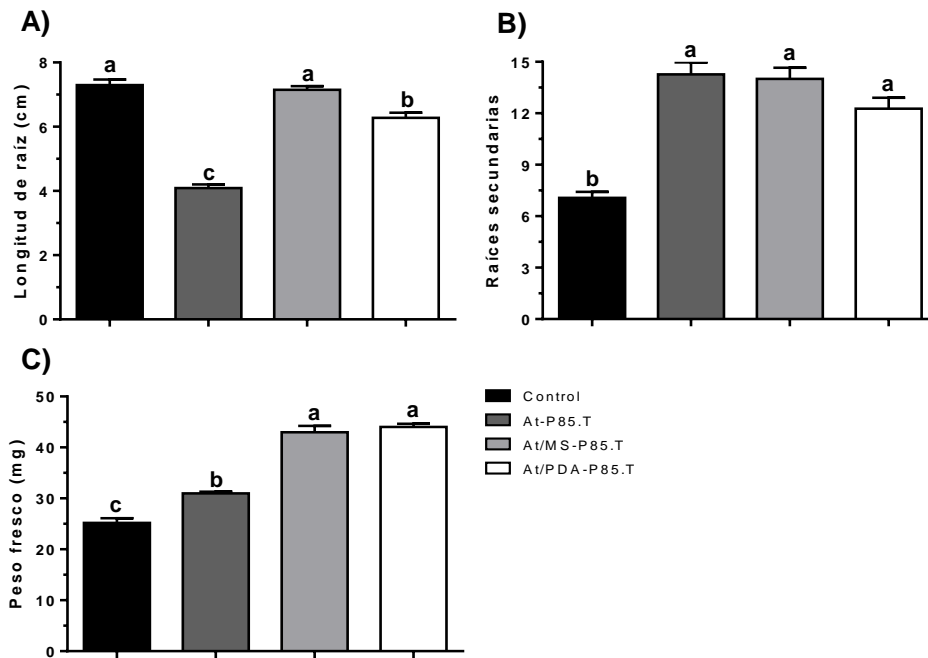 A)
Longitud de raíz (cm)
8
6
4
2
0
a
c
a
b
B)
Raíces secundarias
15
12
9
6
3
0
b
a
a
a
C)
Peso fresco (mg)
50
40
30
20
10
0
c
b
a
a
Control
At-P85.T
At/MS-P85.T
At/PDA-P85.T